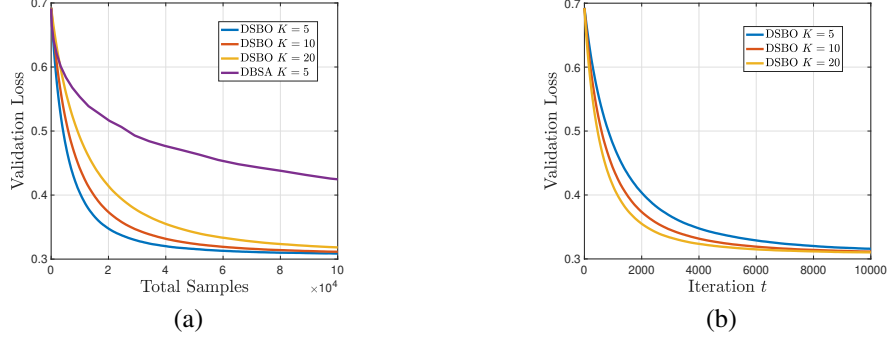 0.7
0.6
0.5
0.4
0.3
Validation Loss
DSBO K = 5
DSBO K = 10
DSBO K = 20
DBSA K = 5
0 2 4 6 8 10
Total Samples ×10⁴
(a)
0.7
0.6
0.5
0.4
0.3
Validation Loss
DSBO K = 5
DSBO K = 10
DSBO K = 20
0 2000 4000 6000 8000 10000
Iteration t
(b)